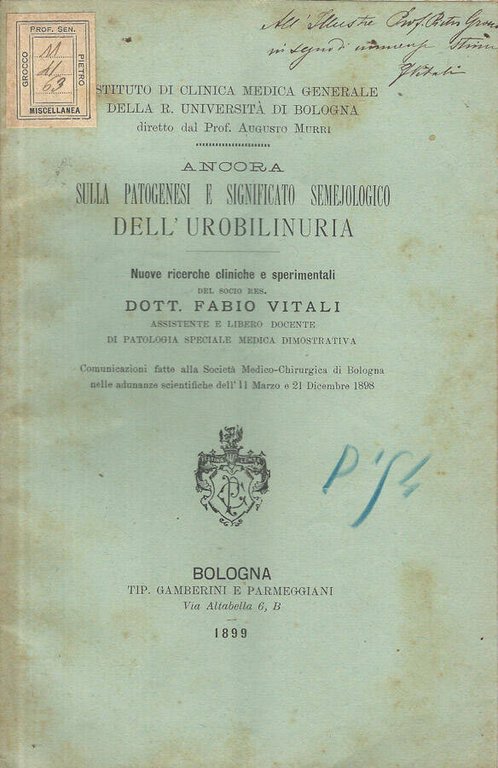 PROF. SEN.
GROCCO
PIETRO
M
41
63
MISCELLANEA
All' Illustre Prof. Pietro Grocco
in segno di
Vitali
ISTITUTO DI CLINICA MEDICA GENERALE
DELLA R. UNIVERSITÀ DI BOLOGNA
diretto dal Prof. AUGUSTO MURRI
ANCORA
SULLA PATOGENESI E SIGNIFICATO SEMEJOLOGICO
DELL' UROBILINURIA
Nuove ricerche cliniche e sperimentali
DEL SOCIO RES.
DOTT. FABIO VITALI
ASSISTENTE E LIBERO DOCENTE
DI PATOLOGIA SPECIALE MEDICA DIMOSTRATIVA
Comunicazioni fatte alla Società Medico-Chirurgica di Bologna
nelle adunanze scientifiche dell' 11 Marzo e 21 Dicembre 1898
BOLOGNA
TIP. GAMBERINI E PARMEGGIANI
Via Altabella 6, B
1899